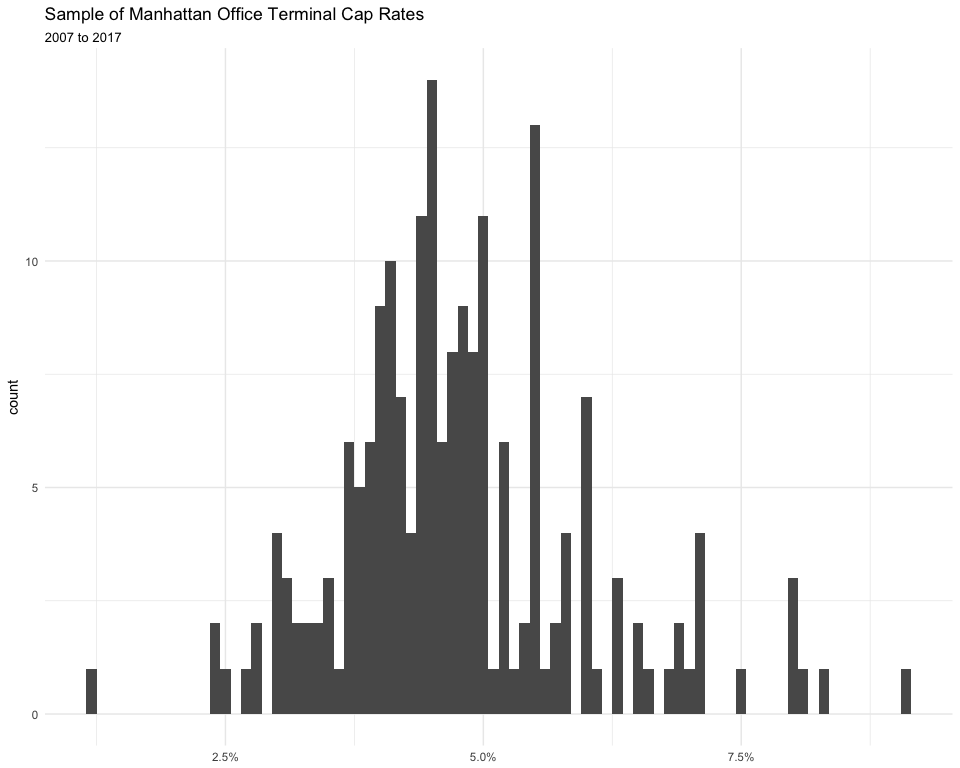 Sample of Manhattan Office Terminal Cap Rates
2007 to 2017
count
10
5
0
2.5%
5.0%
7.5%